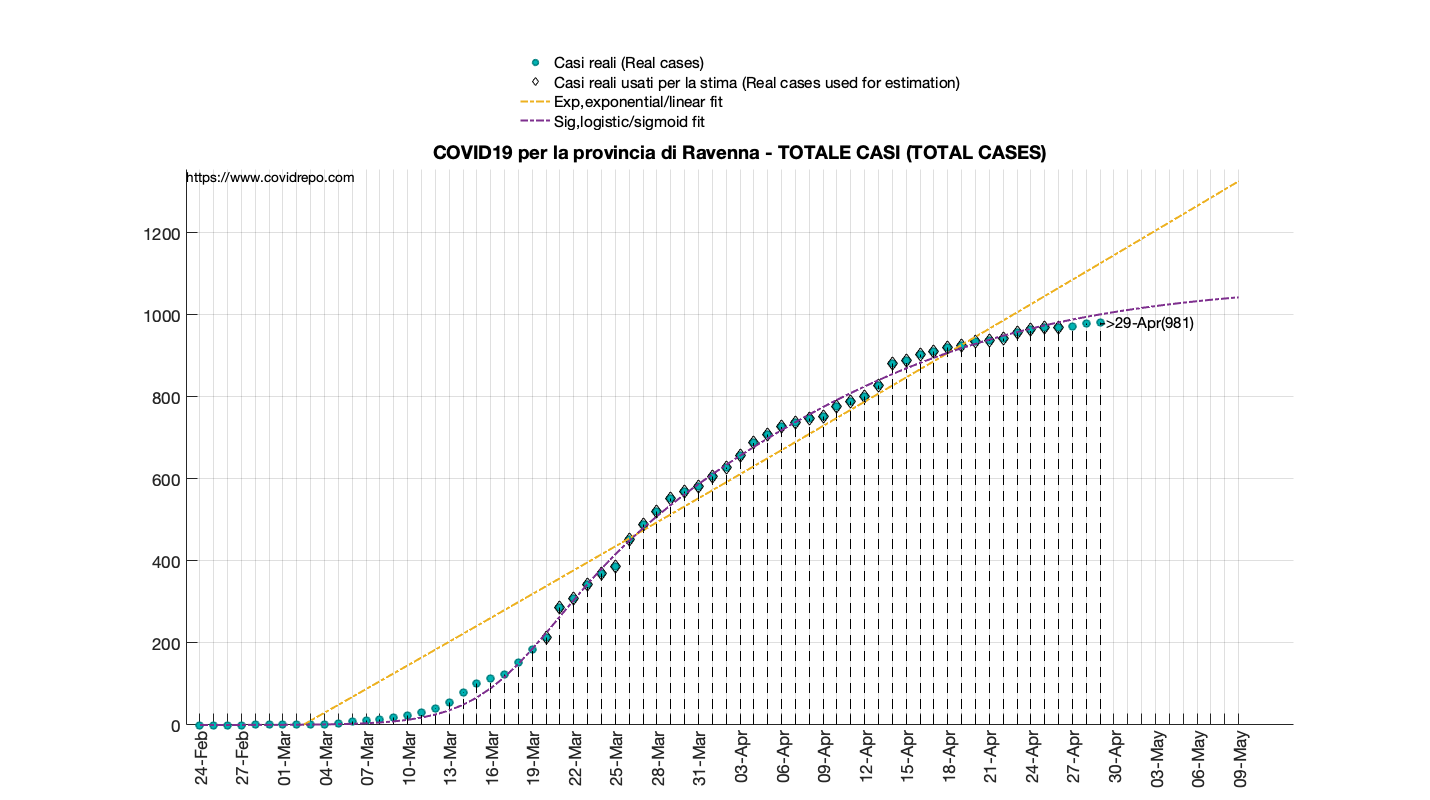 Casi reali (Real cases)
Casi reali usati per la stima (Real cases used for estimation)
Exp,exponential/linear fit
Sig,logistic/sigmoid fit
COVID19 per la provincia di Ravenna - TOTALE CASI (TOTAL CASES)
https://www.covidrepo.com
1200
1000
800
600
400
200
0
->29-Apr(981)
24-Feb
27-Feb
01-Mar
04-Mar
07-Mar
10-Mar
13-Mar
16-Mar
19-Mar
22-Mar
25-Mar
28-Mar
31-Mar
03-Apr
06-Apr
09-Apr
12-Apr
15-Apr
18-Apr
21-Apr
24-Apr
27-Apr
30-Apr
03-May
06-May
09-May